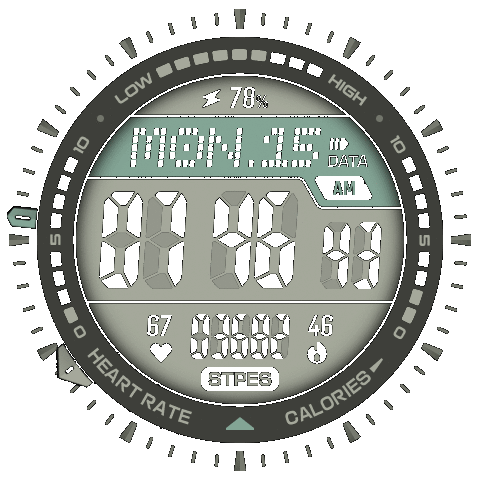 LOW HIGH
78%
MON.15
DATA
10 10
AM
5 5
67 46
0 0
STPES
HEART RATE CALORIES